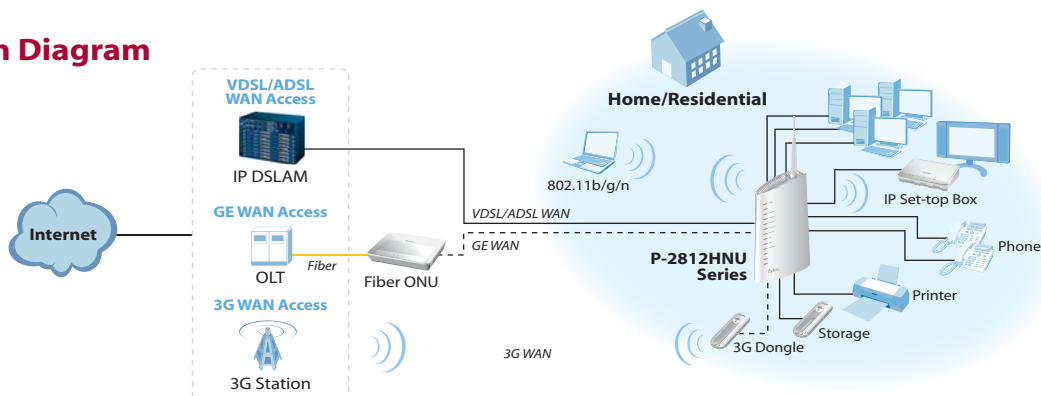 n Diagram
VDSL/ADSL
WAN Access
IP DSLAM
Internet
GE WAN Access
OLT
Fiber
Fiber ONU
3G WAN Access
3G Station
VDSL/ADSL WAN
GE WAN
3G WAN
Home/Residential
802.11b/g/n
P-2812HNU
Series
IP Set-top Box
Phone
Printer
Storage
3G Dongle